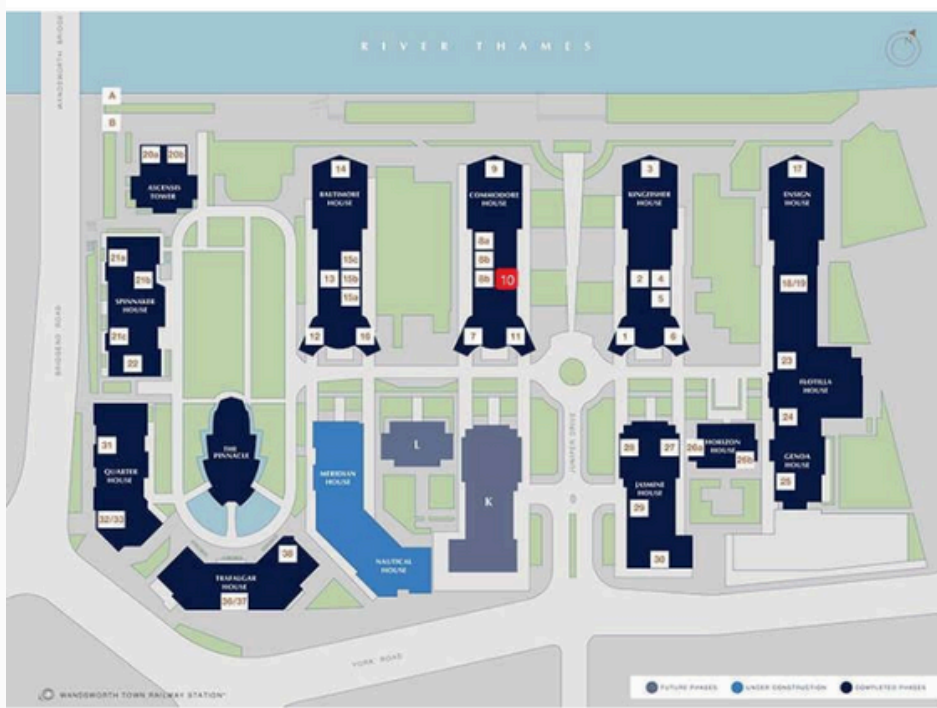 RIVER THAMES
WANDSWORTH BRIDGE
N
A
B
20a 20b
ASCENSIS
TOWER
14
BALTIMORE
HOUSE
9
COMMODORE
HOUSE
3
KINGFISHER
HOUSE
17
ENSIGN
HOUSE
21a
21b
SPINNAKER
HOUSE
21c
22
15c
13 15b
15a
12 16
8a
8b 10
7 11
2 4
5
1 6
18/19
BRIDGEND ROAD
23
FLOTILLA
HOUSE
24
GENOA
HOUSE
25
31
QUARTER
HOUSE
32/33
THE
PINNACLE
MERIDIAN
HOUSE
NAUTICAL
HOUSE
L
K
JUNIPER DRIVE
28 27
JASMINE
HOUSE
29
30
26a
HORIZON
HOUSE
26b
38
TRAFALGAR
HOUSE
36/37
YORK ROAD
WANDSWORTH TOWN RAILWAY STATION*
FUTURE PHASES UNDER CONSTRUCTION COMPLETED PHASES